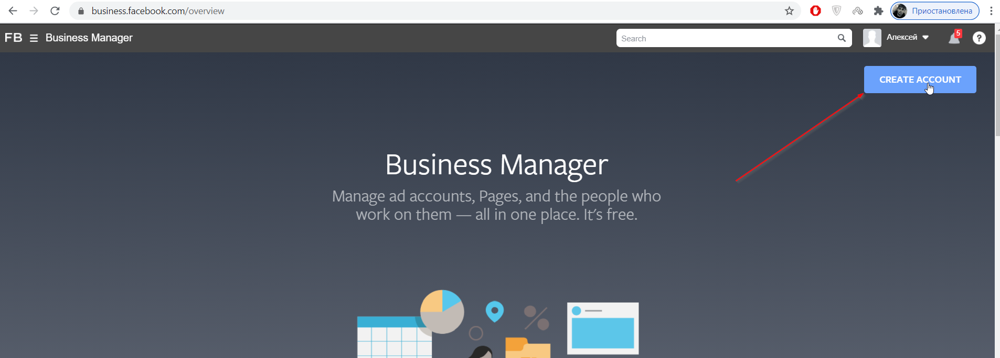 business.facebook.com/overview
Приостановлена
FB
Business Manager
Search
Алексей
5
?
CREATE ACCOUNT
Business Manager
Manage ad accounts, Pages, and the people who
work on them — all in one place. It's free.